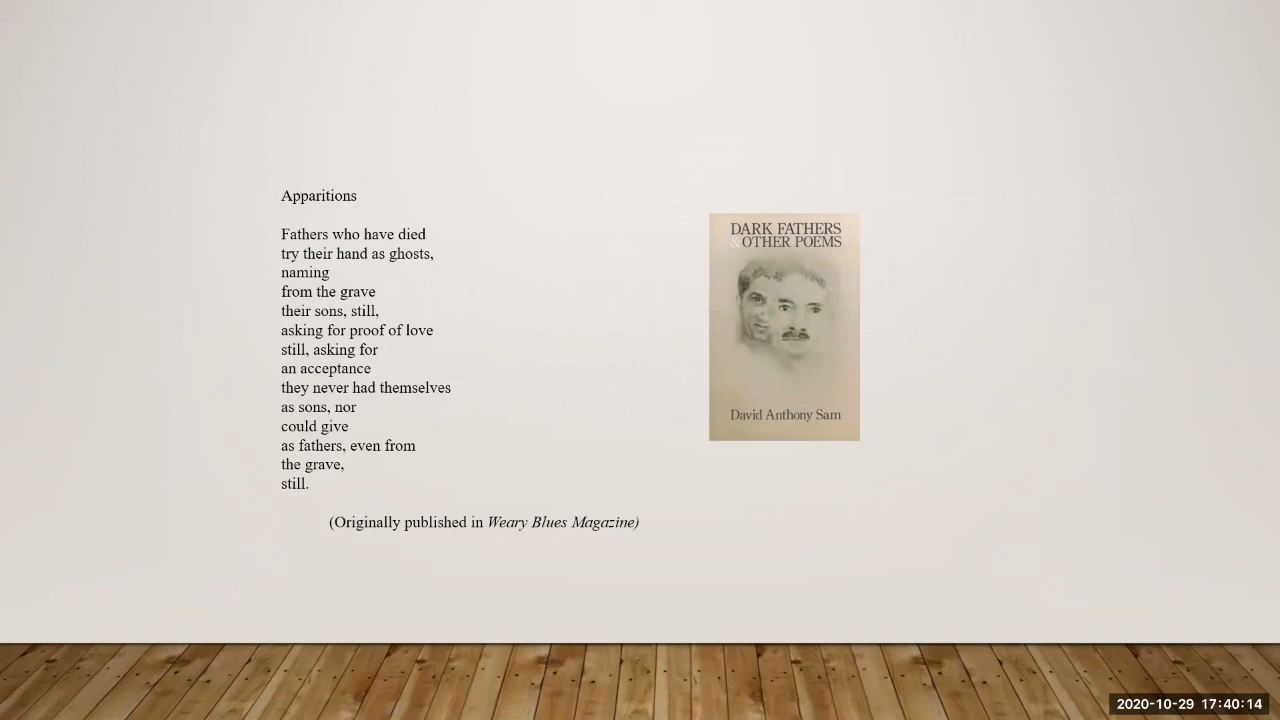 Apparitions
Fathers who have died
try their hand as ghosts,
naming
from the grave
their sons, still,
asking for proof of love
still, asking for
an acceptance
they never had themselves
as sons, nor
could give
as fathers, even from
the grave,
still.
(Originally published in Weary Blues Magazine)
DARK FATHERS
& OTHER POEMS
David Anthony Sam
2020-10-29 17:40:14